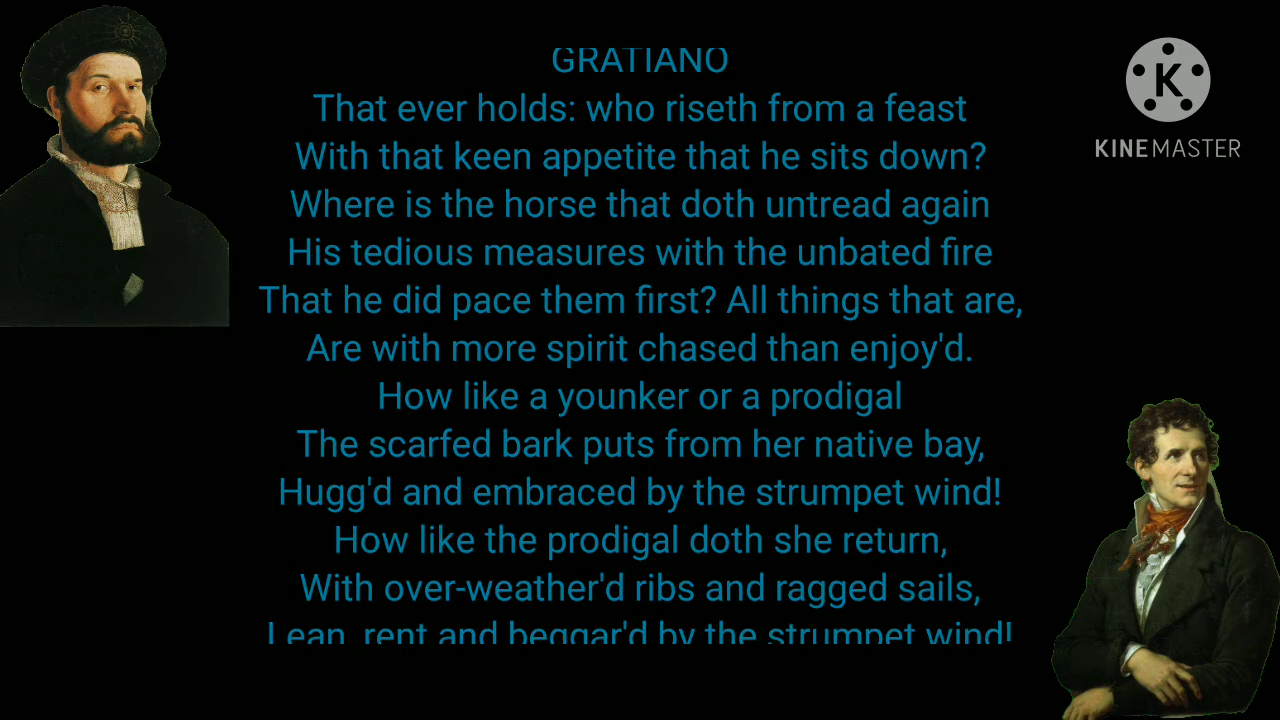 GRATIANO
That ever holds: who riseth from a feast
With that keen appetite that he sits down?
Where is the horse that doth untread again
His tedious measures with the unbated fire
That he did pace them first? All things that are,
Are with more spirit chased than enjoy'd.
How like a younker or a prodigal
The scarfed bark puts from her native bay,
Hugg'd and embraced by the strumpet wind!
How like the prodigal doth she return,
With over-weather'd ribs and ragged sails,
Lean, rent and beggar'd by the strumpet wind!
K
KINEMASTER